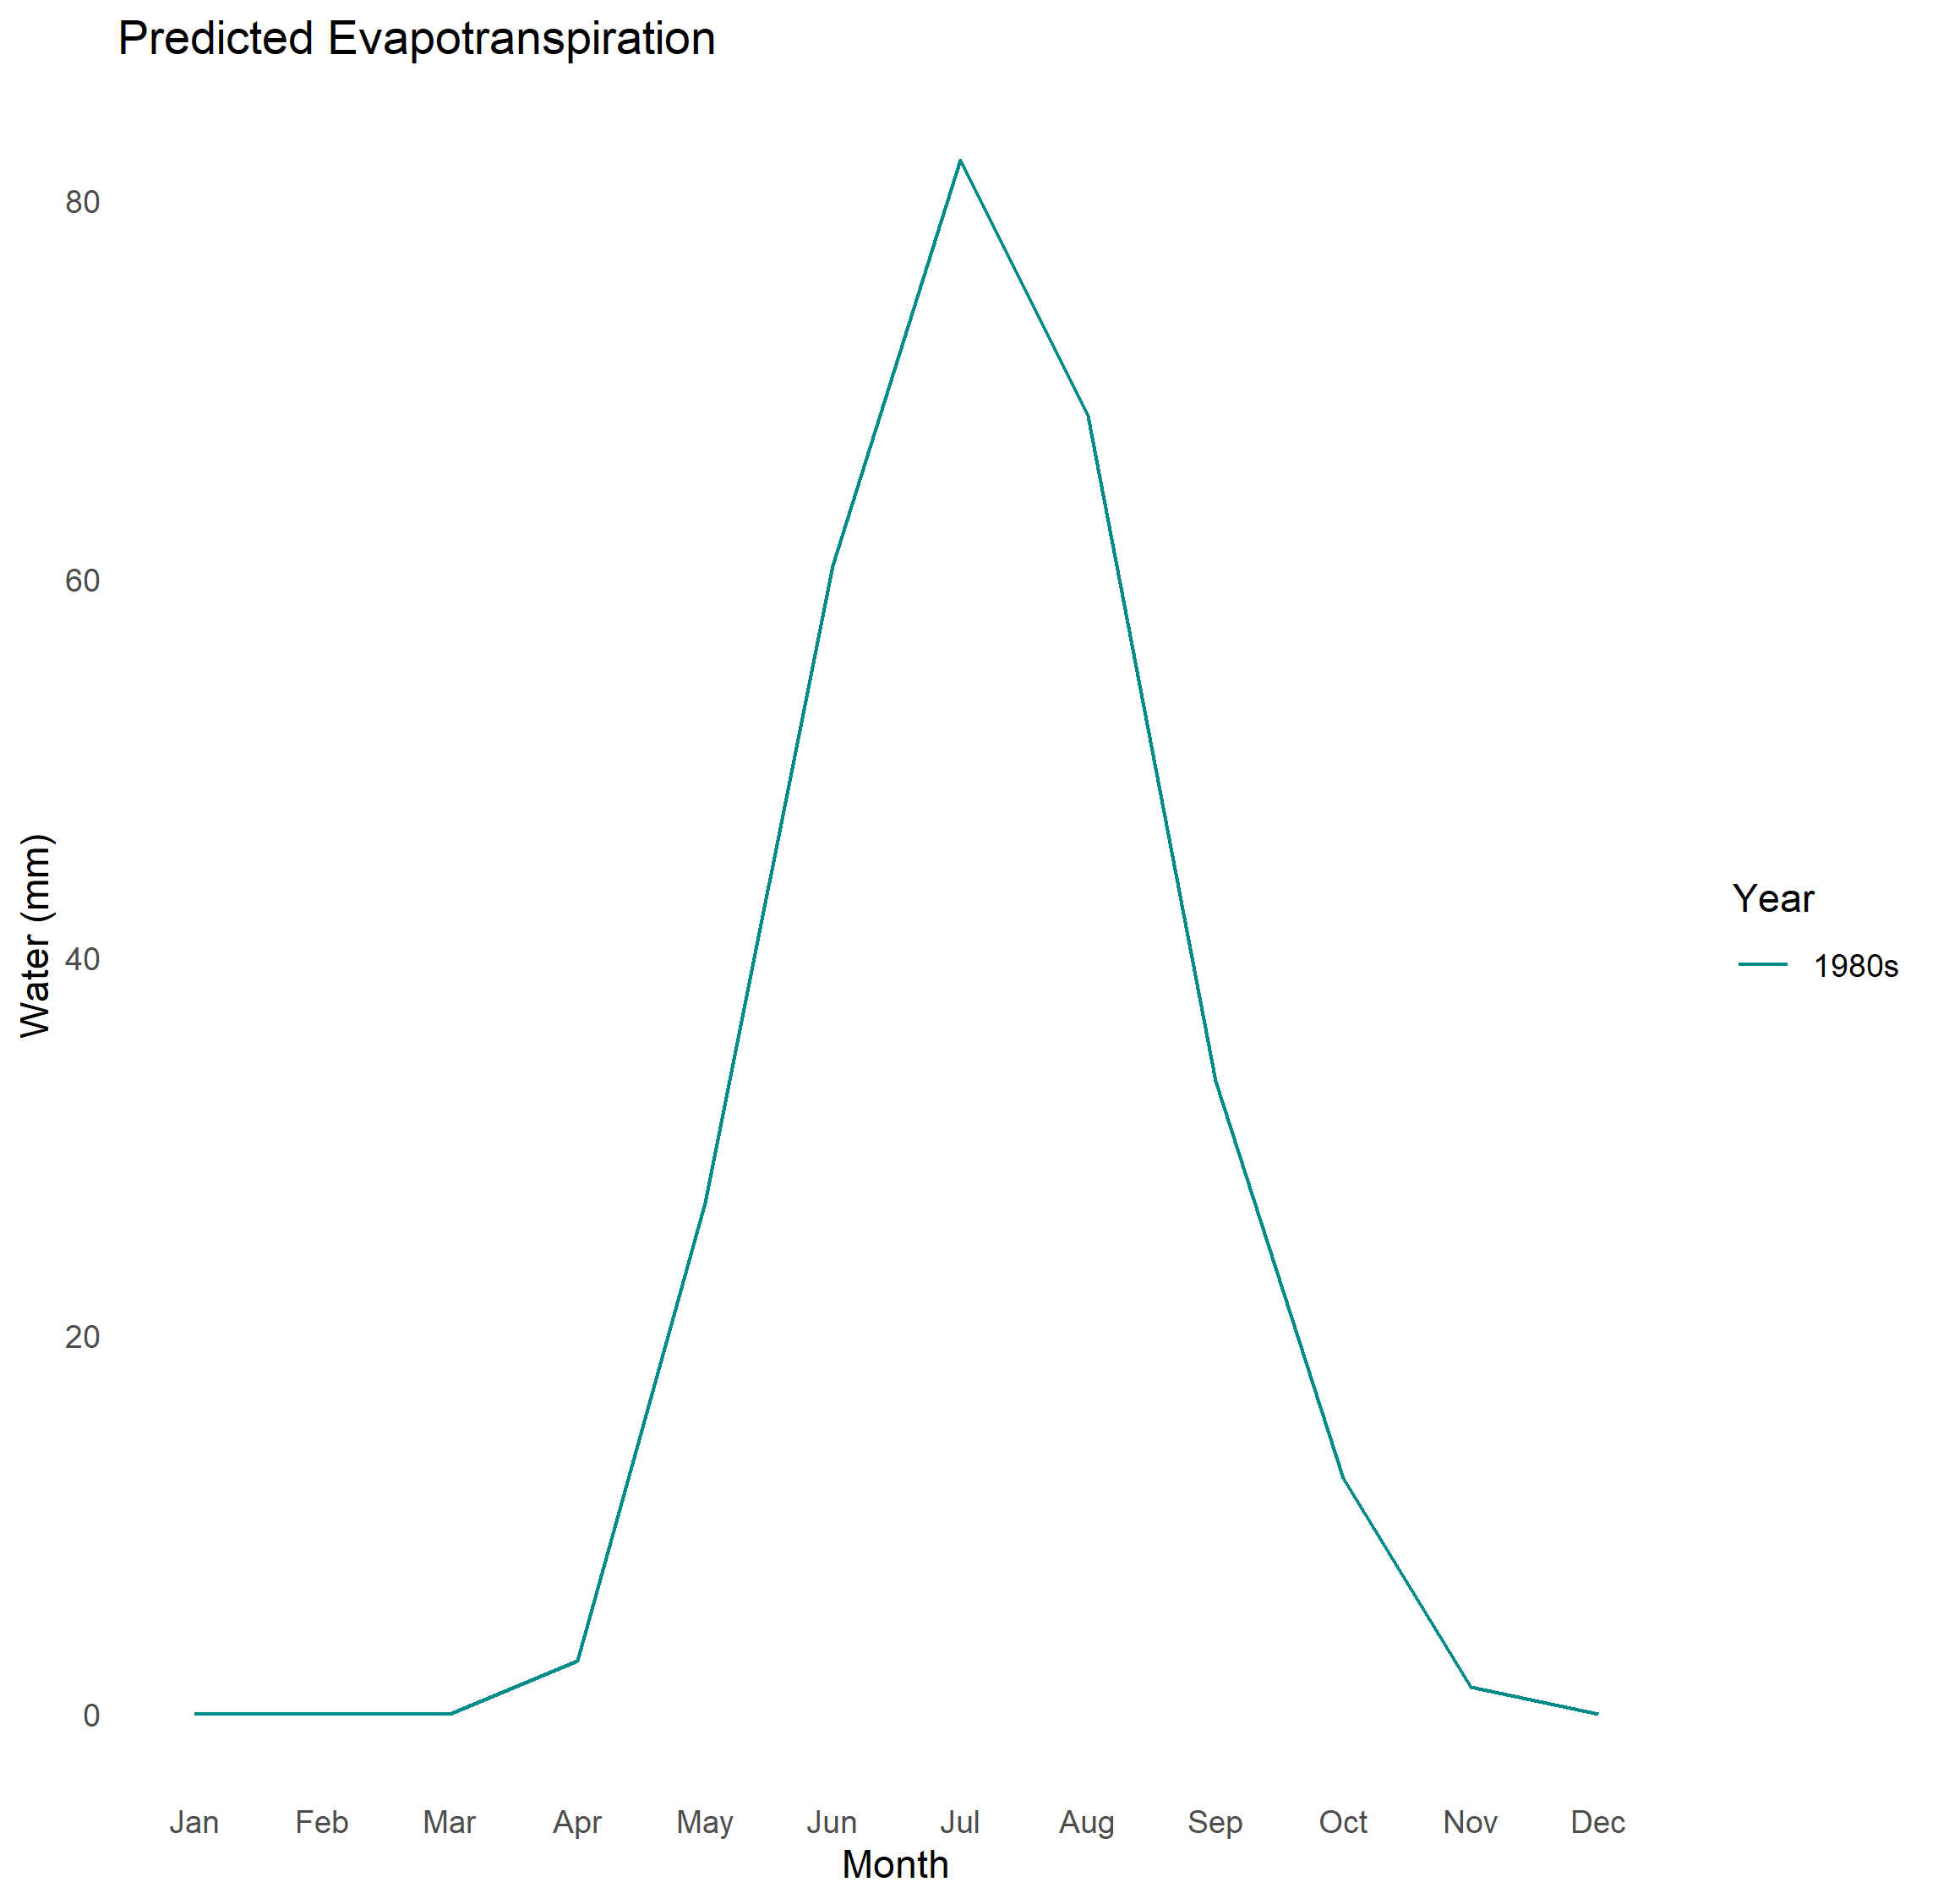 Predicted Evapotranspiration
80
60
40
20
0
Water (mm)
Jan Feb Mar Apr May Jun Jul Aug Sep Oct Nov Dec
Month
Year
1980s